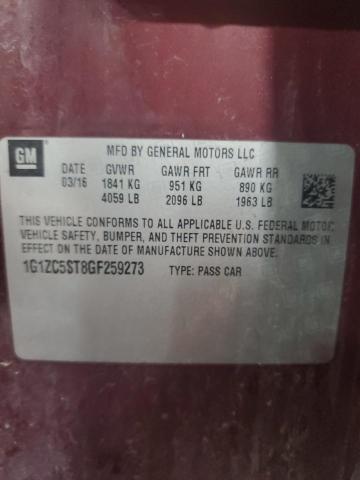 GM
MFD BY GENERAL MOTORS LLC
DATE GVWR GAWR FRT GAWR RR
03/16 1841 KG 951 KG 890 KG
4059 LB 2096 LB 1963 LB
THIS VEHICLE CONFORMS TO ALL APPLICABLE U.S. FEDERAL MOTOR
VEHICLE SAFETY, BUMPER, AND THEFT PREVENTION STANDARDS IN
EFFECT ON THE DATE OF MANUFACTURE SHOWN ABOVE.
1G1ZC5ST8GF259273 TYPE: PASS CAR